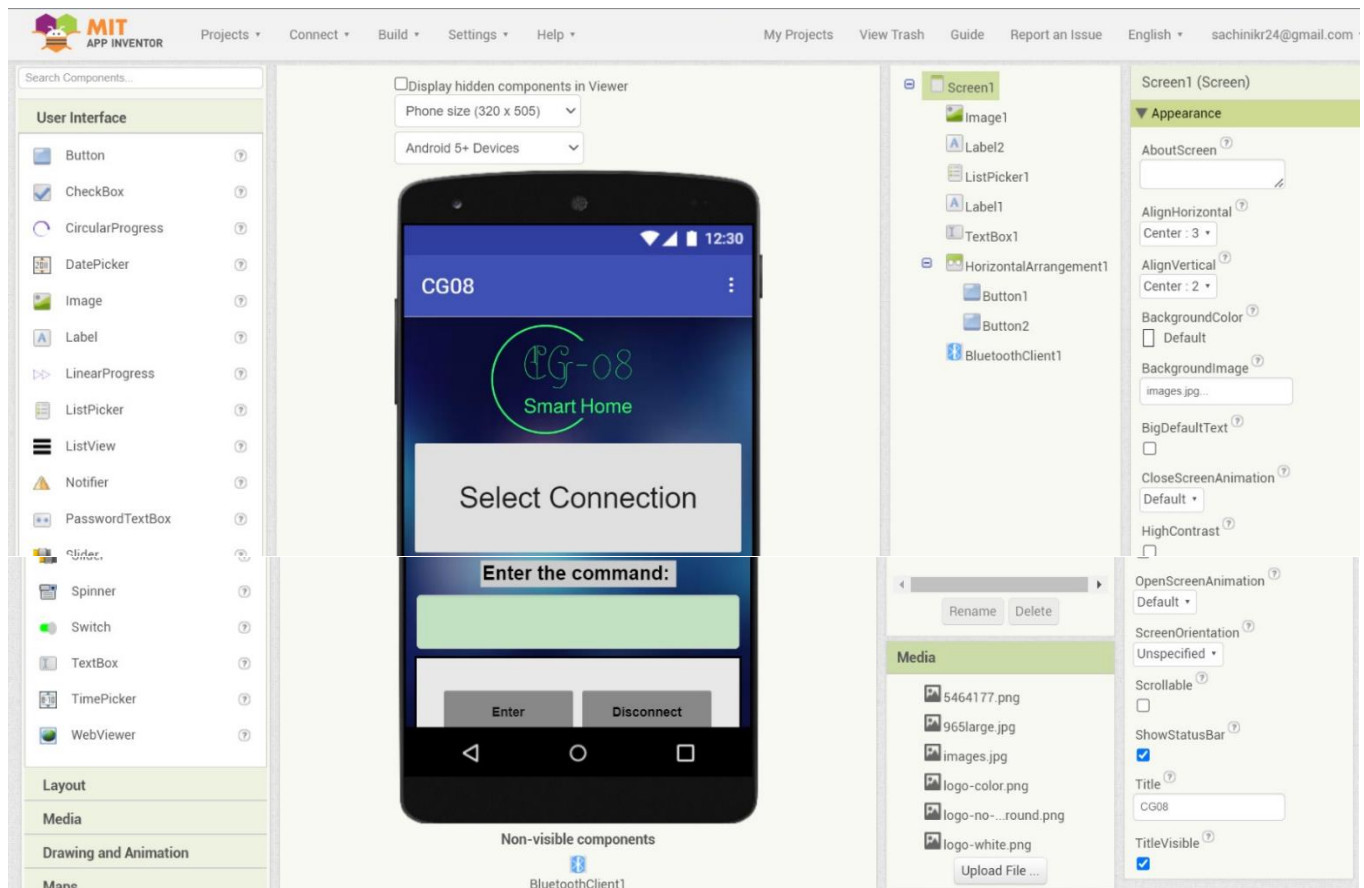 MIT
APP INVENTOR
Projects
Connect
Build
Settings
Help
My Projects
View Trash
Guide
Report an Issue
English
sachinikr24@gmail.com
Search Components...
User Interface
Button
CheckBox
CircularProgress
DatePicker
Image
Label
LinearProgress
ListPicker
ListView
Notifier
PasswordTextBox
Slider
Spinner
Switch
TextBox
TimePicker
WebViewer
Layout
Media
Drawing and Animation
Maps
Display hidden components in Viewer
Phone size (320 x 505)
Android 5+ Devices
12:30
CG08
CG-08
Smart Home
Select Connection
Enter the command:
Enter
Disconnect
Non-visible components
BluetoothClient1
Screen1
Image1
Label2
ListPicker1
Label1
TextBox1
HorizontalArrangement1
Button1
Button2
BluetoothClient1
Rename
Delete
Media
5464177.png
965large.jpg
images.jpg
logo-color.png
logo-no-...round.png
logo-white.png
Upload File ...
Screen1 (Screen)
Appearance
AboutScreen
AlignHorizontal
Center : 3
AlignVertical
Center : 2
BackgroundColor
Default
BackgroundImage
images.jpg...
BigDefaultText
CloseScreenAnimation
Default
HighContrast
OpenScreenAnimation
Default
ScreenOrientation
Unspecified
Scrollable
ShowStatusBar
Title
CG08
TitleVisible